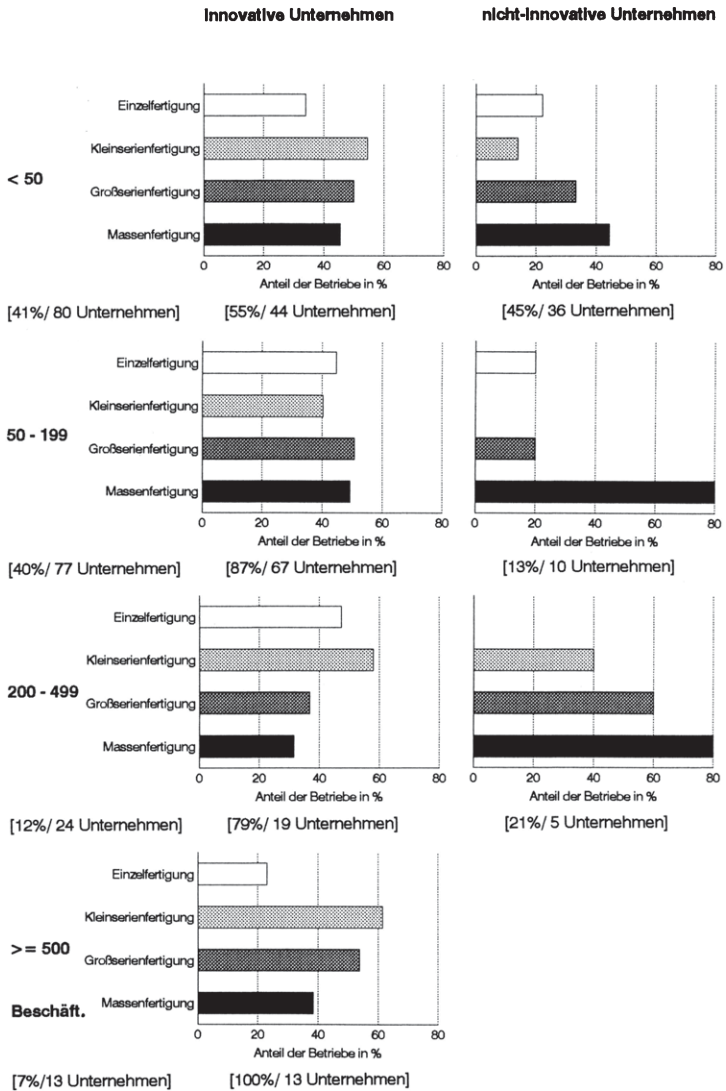 Innovative Unternehmen nicht-innovative Unternehmen
Einzelfertigung
Kleinserienfertigung
< 50
Großserienfertigung
Massenfertigung
0 20 40 60 80 0 20 40 60 80
Anteil der Betriebe in % Anteil der Betriebe in %
[41%/ 80 Unternehmen] [55%/ 44 Unternehmen] [45%/ 36 Unternehmen]
Einzelfertigung
Kleinserienfertigung
50 - 199
Großserienfertigung
Massenfertigung
0 20 40 60 80 0 20 40 60 80
Anteil der Betriebe in % Anteil der Betriebe in %
[40%/ 77 Unternehmen] [87%/ 67 Unternehmen] [13%/ 10 Unternehmen]
Einzelfertigung
Kleinserienfertigung
200 - 499
Großserienfertigung
Massenfertigung
0 20 40 60 80 0 20 40 60 80
Anteil der Betriebe in % Anteil der Betriebe in %
[12%/ 24 Unternehmen] [79%/ 19 Unternehmen] [21%/ 5 Unternehmen]
Einzelfertigung
Kleinserienfertigung
>= 500
Großserienfertigung
Beschäft. Massenfertigung
0 20 40 60 80
Anteil der Betriebe in %
[7%/13 Unternehmen] [100%/ 13 Unternehmen]